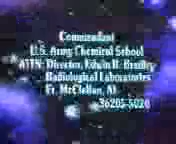 Commandant
U.S. Army Chemical School
ATTN: Director, Edwin R. Bradley
Radiological Laboratories
Ft. McClellan, Al
36205-5020